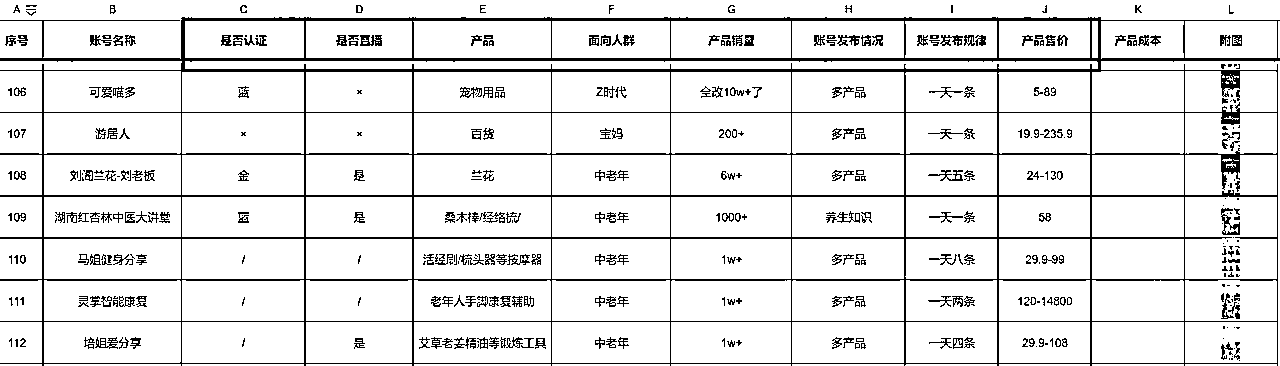 A B C D E F G H I J K L
序号 账号名称 是否认证 是否直播 产品 面向人群 产品销量 账号发布情况 账号发布规律 产品售价 产品成本 附图
106 可爱喵多 蓝 × 宠物用品 Z时代 全改10w+了 多产品 一天一条 5-89
107 游居人 × × 百货 宝妈 200+ 多产品 一天一条 19.9-235.9
108 刘阁兰花-刘老板 金 是 兰花 中老年 6w+ 多产品 一天五条 24-130
109 湖南红杏林中医大讲堂 蓝 是 桑木棒/经络梳/ 中老年 1000+ 养生知识 一天一条 58
110 马姐健身分享 / / 活经刷/梳头器等按摩器 中老年 1w+ 多产品 一天八条 29.9-99
111 灵掌智能康复 / / 老年人手脚康复辅助 中老年 1w+ 多产品 一天两条 120-14800
112 培姐爱分享 / 是 艾草老姜精油等锻炼工具 中老年 1w+ 多产品 一天四条 29.9-108